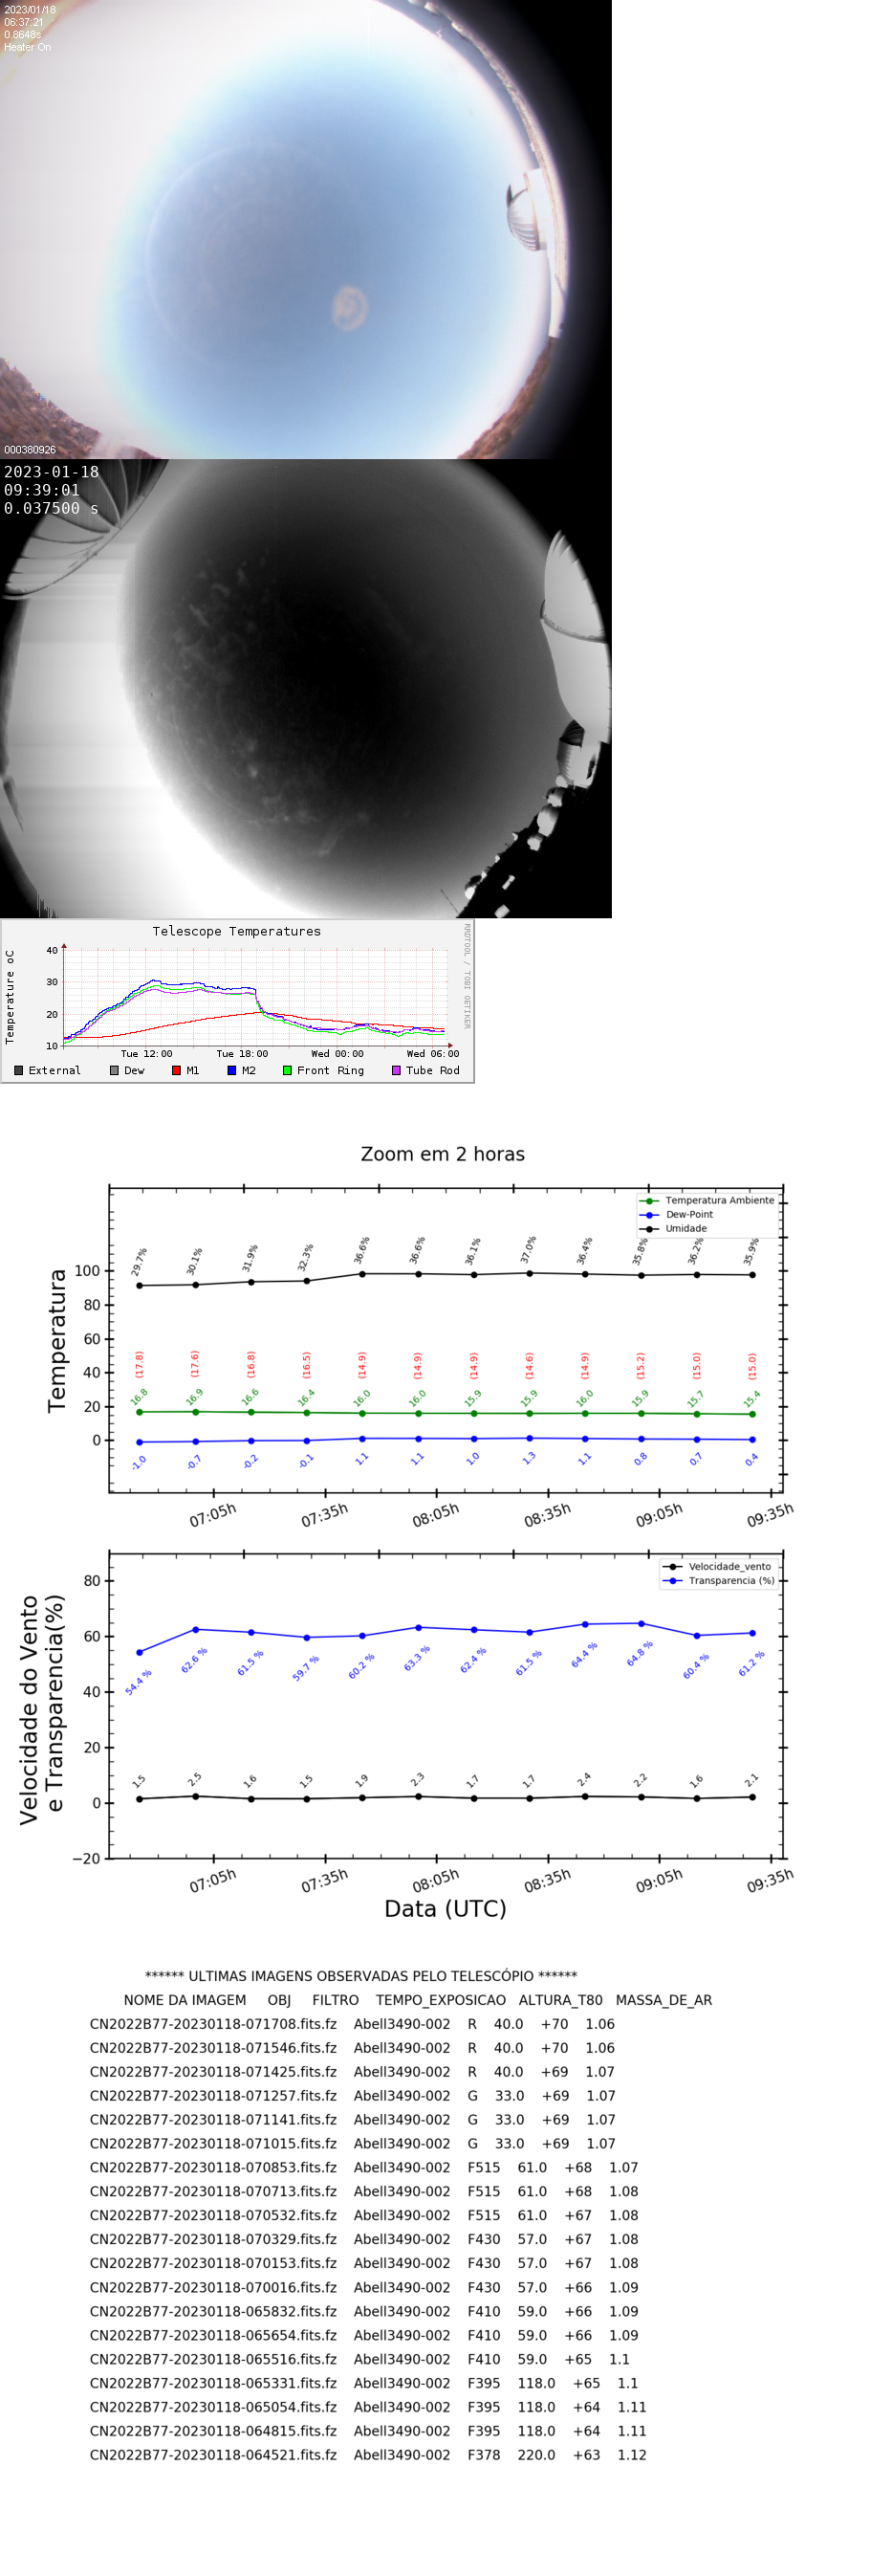 2023/01/18
06:37:21
0.8648s
Heater On
000380926
2023-01-18
09:39:01
0.037500 s
Telescope Temperatures
RRDTOOL / TOBI OETIKER
Temperature oC
40
30
20
10
Tue 12:00 Tue 18:00 Wed 00:00 Wed 06:00
External Dew M1 M2 Front Ring Tube Rod
Zoom em 2 horas
Temperatura Ambiente
Dew-Point
Umidade
Temperatura
100
80
60
40
20
0
29.7% 30.1% 31.9% 32.3% 36.6% 36.6% 36.1% 37.0% 36.4% 35.8% 36.2% 35.9%
(17.8) (17.6) (16.8) (16.5) (14.9) (14.9) (14.9) (14.6) (14.9) (15.2) (15.0) (15.0)
16.8 16.9 16.6 16.4 16.0 16.0 15.9 15.9 16.0 15.9 15.7 15.4
-1.0 -0.7 -0.2 -0.1 1.1 1.1 1.0 1.3 1.1 0.8 0.7 0.4
07:05h 07:35h 08:05h 08:35h 09:05h 09:35h
Velocidade_vento
Transparencia (%)
Velocidade do Vento
e Transparencia(%)
80
60
40
20
0
−20
54.4 % 62.6 % 61.5 % 59.7 % 60.2 % 63.3 % 62.4 % 61.5 % 64.4 % 64.8 % 60.4 % 61.2 %
1.5 2.5 1.6 1.5 1.9 2.3 1.7 1.7 2.4 2.2 1.6 2.1
07:05h 07:35h 08:05h 08:35h 09:05h 09:35h
Data (UTC)
****** ULTIMAS IMAGENS OBSERVADAS PELO TELESCÓPIO ******
NOME DA IMAGEM OBJ FILTRO TEMPO_EXPOSICAO ALTURA_T80 MASSA_DE_AR
CN2022B77-20230118-071708.fits.fz Abell3490-002 R 40.0 +70 1.06
CN2022B77-20230118-071546.fits.fz Abell3490-002 R 40.0 +70 1.06
CN2022B77-20230118-071425.fits.fz Abell3490-002 R 40.0 +69 1.07
CN2022B77-20230118-071257.fits.fz Abell3490-002 G 33.0 +69 1.07
CN2022B77-20230118-071141.fits.fz Abell3490-002 G 33.0 +69 1.07
CN2022B77-20230118-071015.fits.fz Abell3490-002 G 33.0 +69 1.07
CN2022B77-20230118-070853.fits.fz Abell3490-002 F515 61.0 +68 1.07
CN2022B77-20230118-070713.fits.fz Abell3490-002 F515 61.0 +68 1.08
CN2022B77-20230118-070532.fits.fz Abell3490-002 F515 61.0 +67 1.08
CN2022B77-20230118-070329.fits.fz Abell3490-002 F430 57.0 +67 1.08
CN2022B77-20230118-070153.fits.fz Abell3490-002 F430 57.0 +67 1.08
CN2022B77-20230118-070016.fits.fz Abell3490-002 F430 57.0 +66 1.09
CN2022B77-20230118-065832.fits.fz Abell3490-002 F410 59.0 +66 1.09
CN2022B77-20230118-065654.fits.fz Abell3490-002 F410 59.0 +66 1.09
CN2022B77-20230118-065516.fits.fz Abell3490-002 F410 59.0 +65 1.1
CN2022B77-20230118-065331.fits.fz Abell3490-002 F395 118.0 +65 1.1
CN2022B77-20230118-065054.fits.fz Abell3490-002 F395 118.0 +64 1.11
CN2022B77-20230118-064815.fits.fz Abell3490-002 F395 118.0 +64 1.11
CN2022B77-20230118-064521.fits.fz Abell3490-002 F378 220.0 +63 1.12